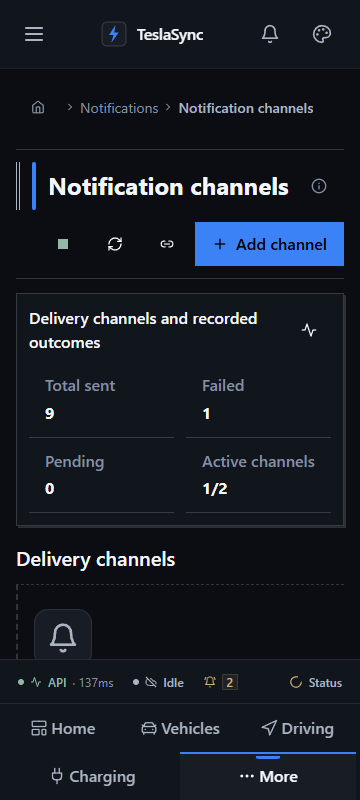 TeslaSync
Notifications
Notification channels
Notification channels
Add channel
Delivery channels and recorded
outcomes
Total sent
9
Failed
1
Pending
0
Active channels
1/2
Delivery channels
API · 137ms
Idle
2
Status
Home
Vehicles
Driving
Charging
More